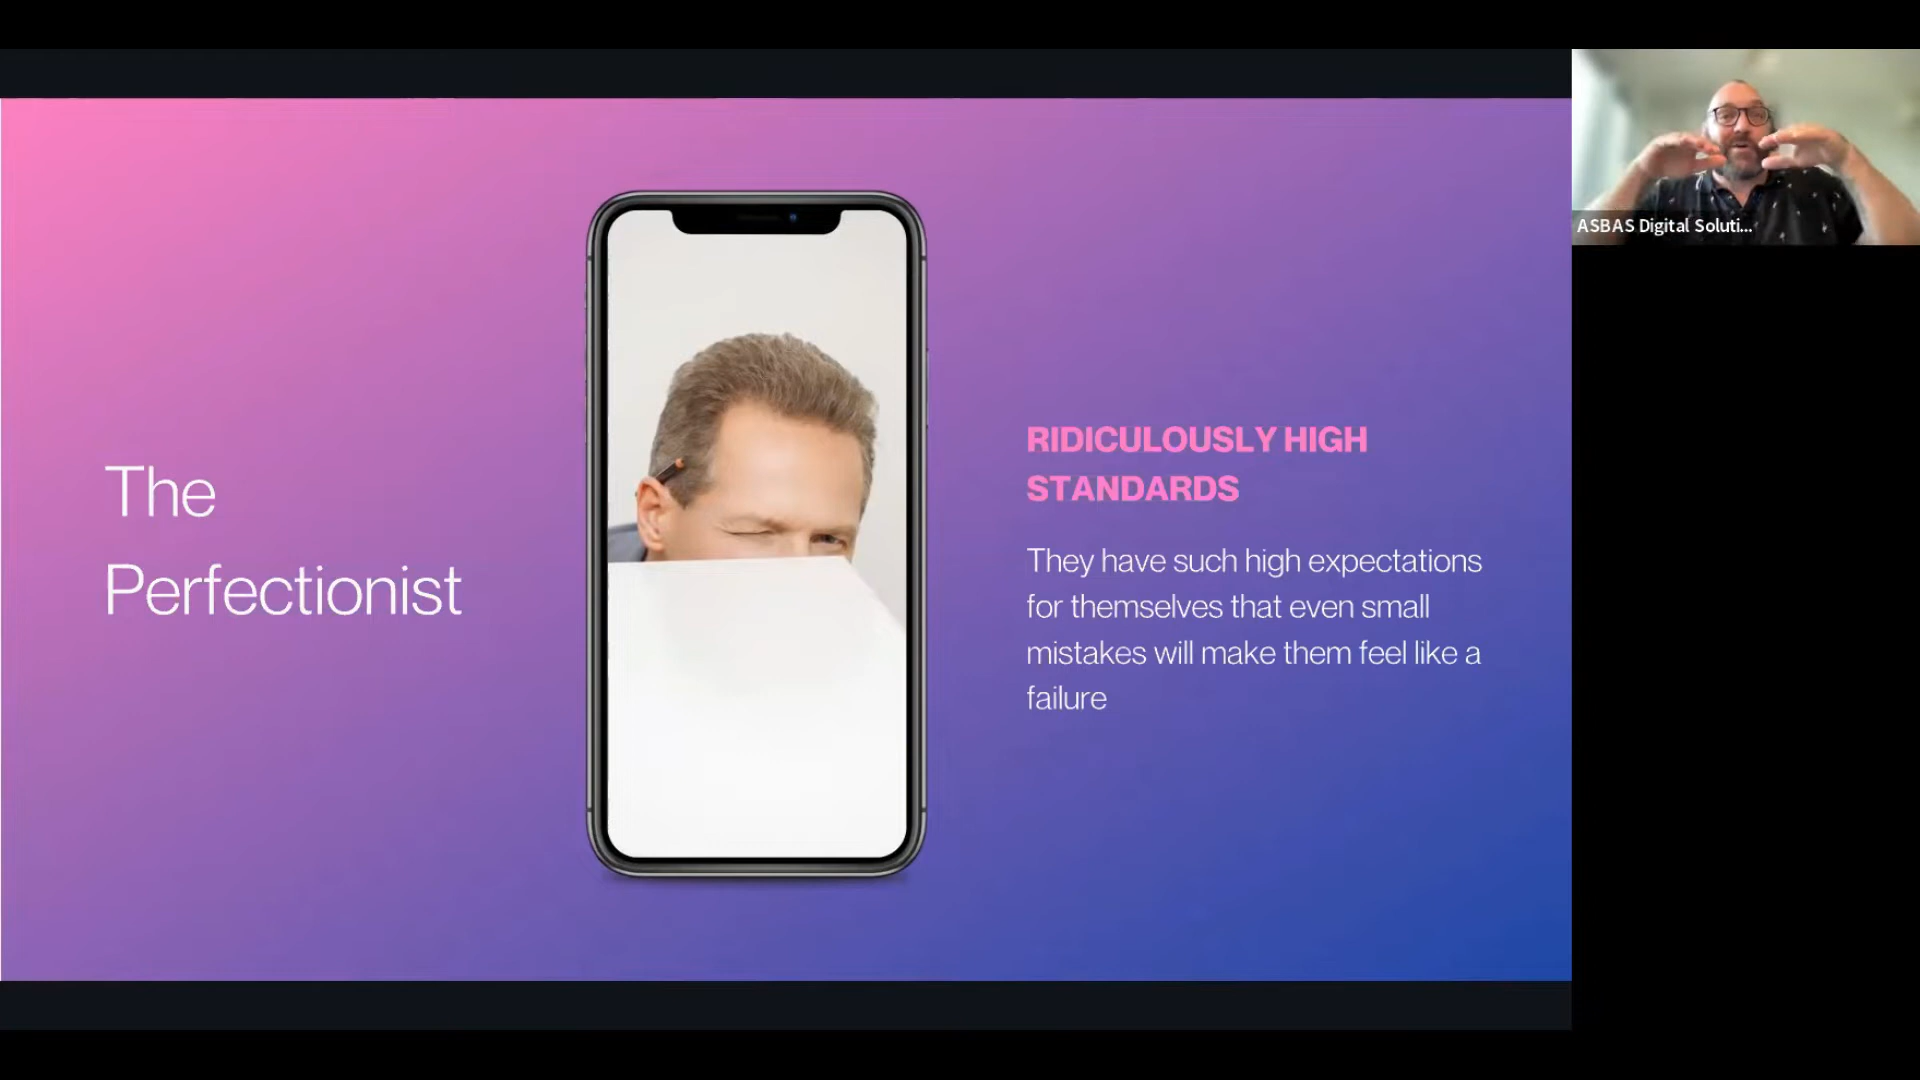 The
Perfectionist
RIDICULOUSLY HIGH
STANDARDS
They have such high expectations
for themselves that even small
mistakes will make them feel like a
failure
ASBAS Digital Soluti...